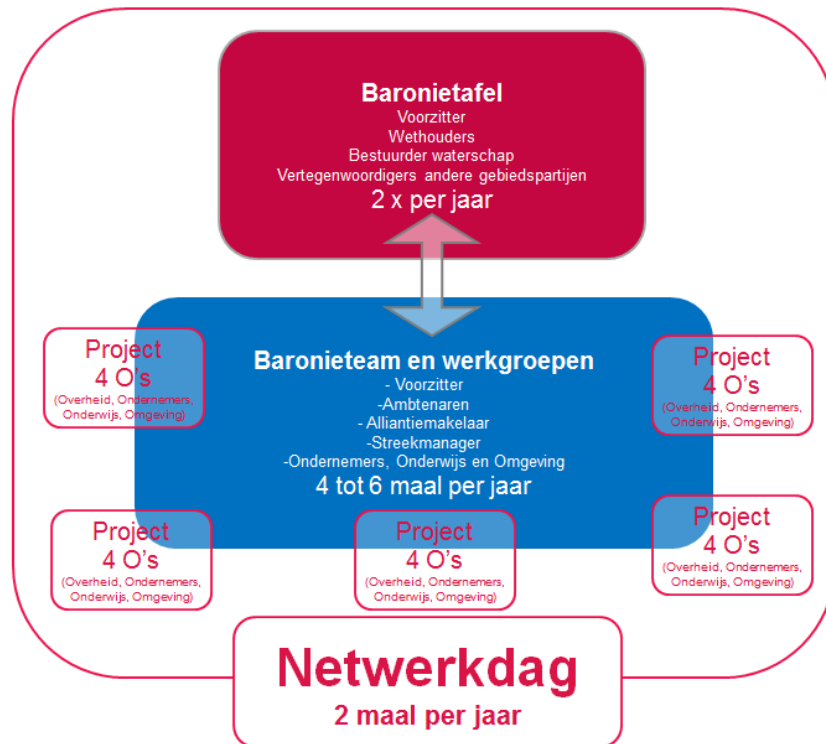 Baronietafel
Voorzitter
Wethouders
Bestuurder waterschap
Vertegenwoordigers andere gebiedspartijen
2 x per jaar
Baronieteam en werkgroepen
- Voorzitter
-Ambtenaren
- Alliantiemakelaar
-Streekmanager
-Ondernemers, Onderwijs en Omgeving
4 tot 6 maal per jaar
Project
4 O's
(Overheid, Ondernemers,
Onderwijs, Omgeving)
Project
4 O's
(Overheid, Ondernemers,
Onderwijs, Omgeving)
Project
4 O's
(Overheid, Ondernemers,
Onderwijs, Omgeving)
Project
4 O's
(Overheid, Ondernemers,
Onderwijs, Omgeving)
Project
4 O's
(Overheid, Ondernemers,
Onderwijs, Omgeving)
Netwerkdag
2 maal per jaar